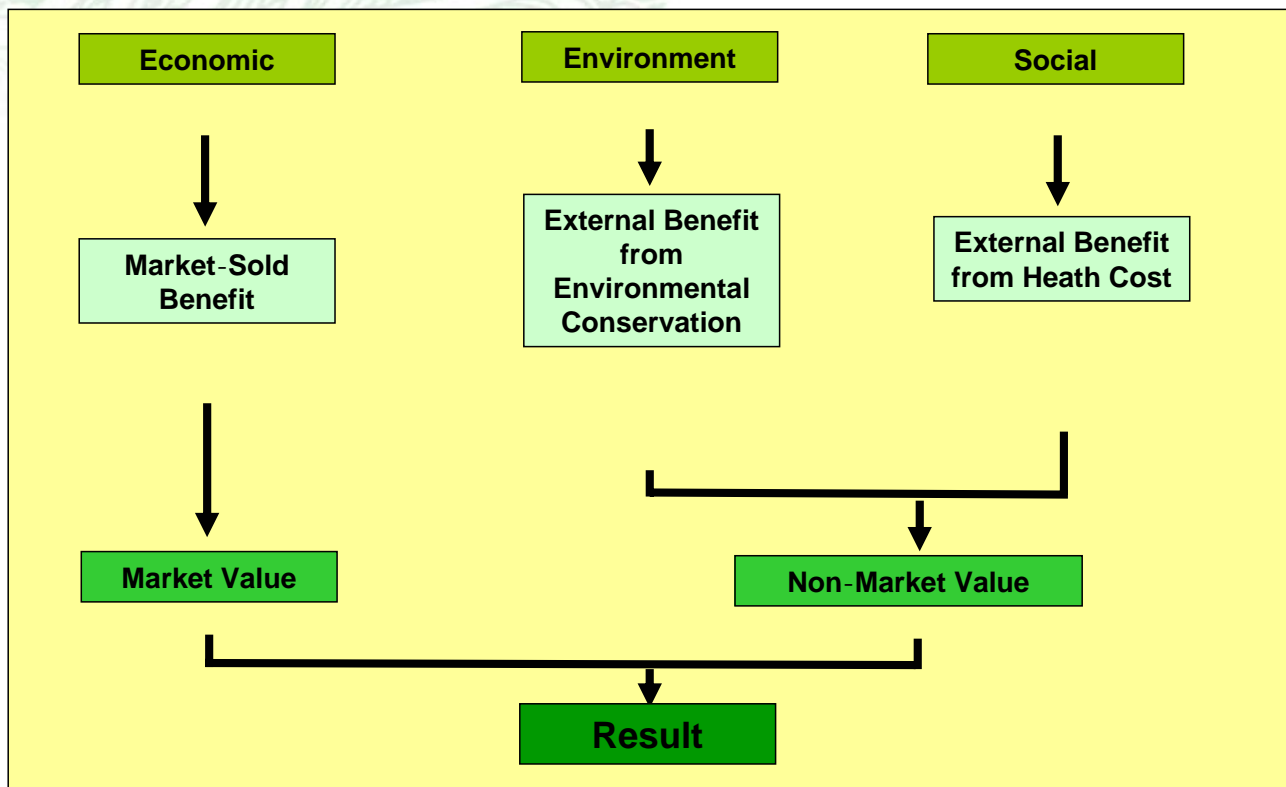 Economic
Environment
Social
Market-Sold
Benefit
External Benefit
from
Environmental
Conservation
External Benefit
from Heath Cost
Market Value
Non-Market Value
Result